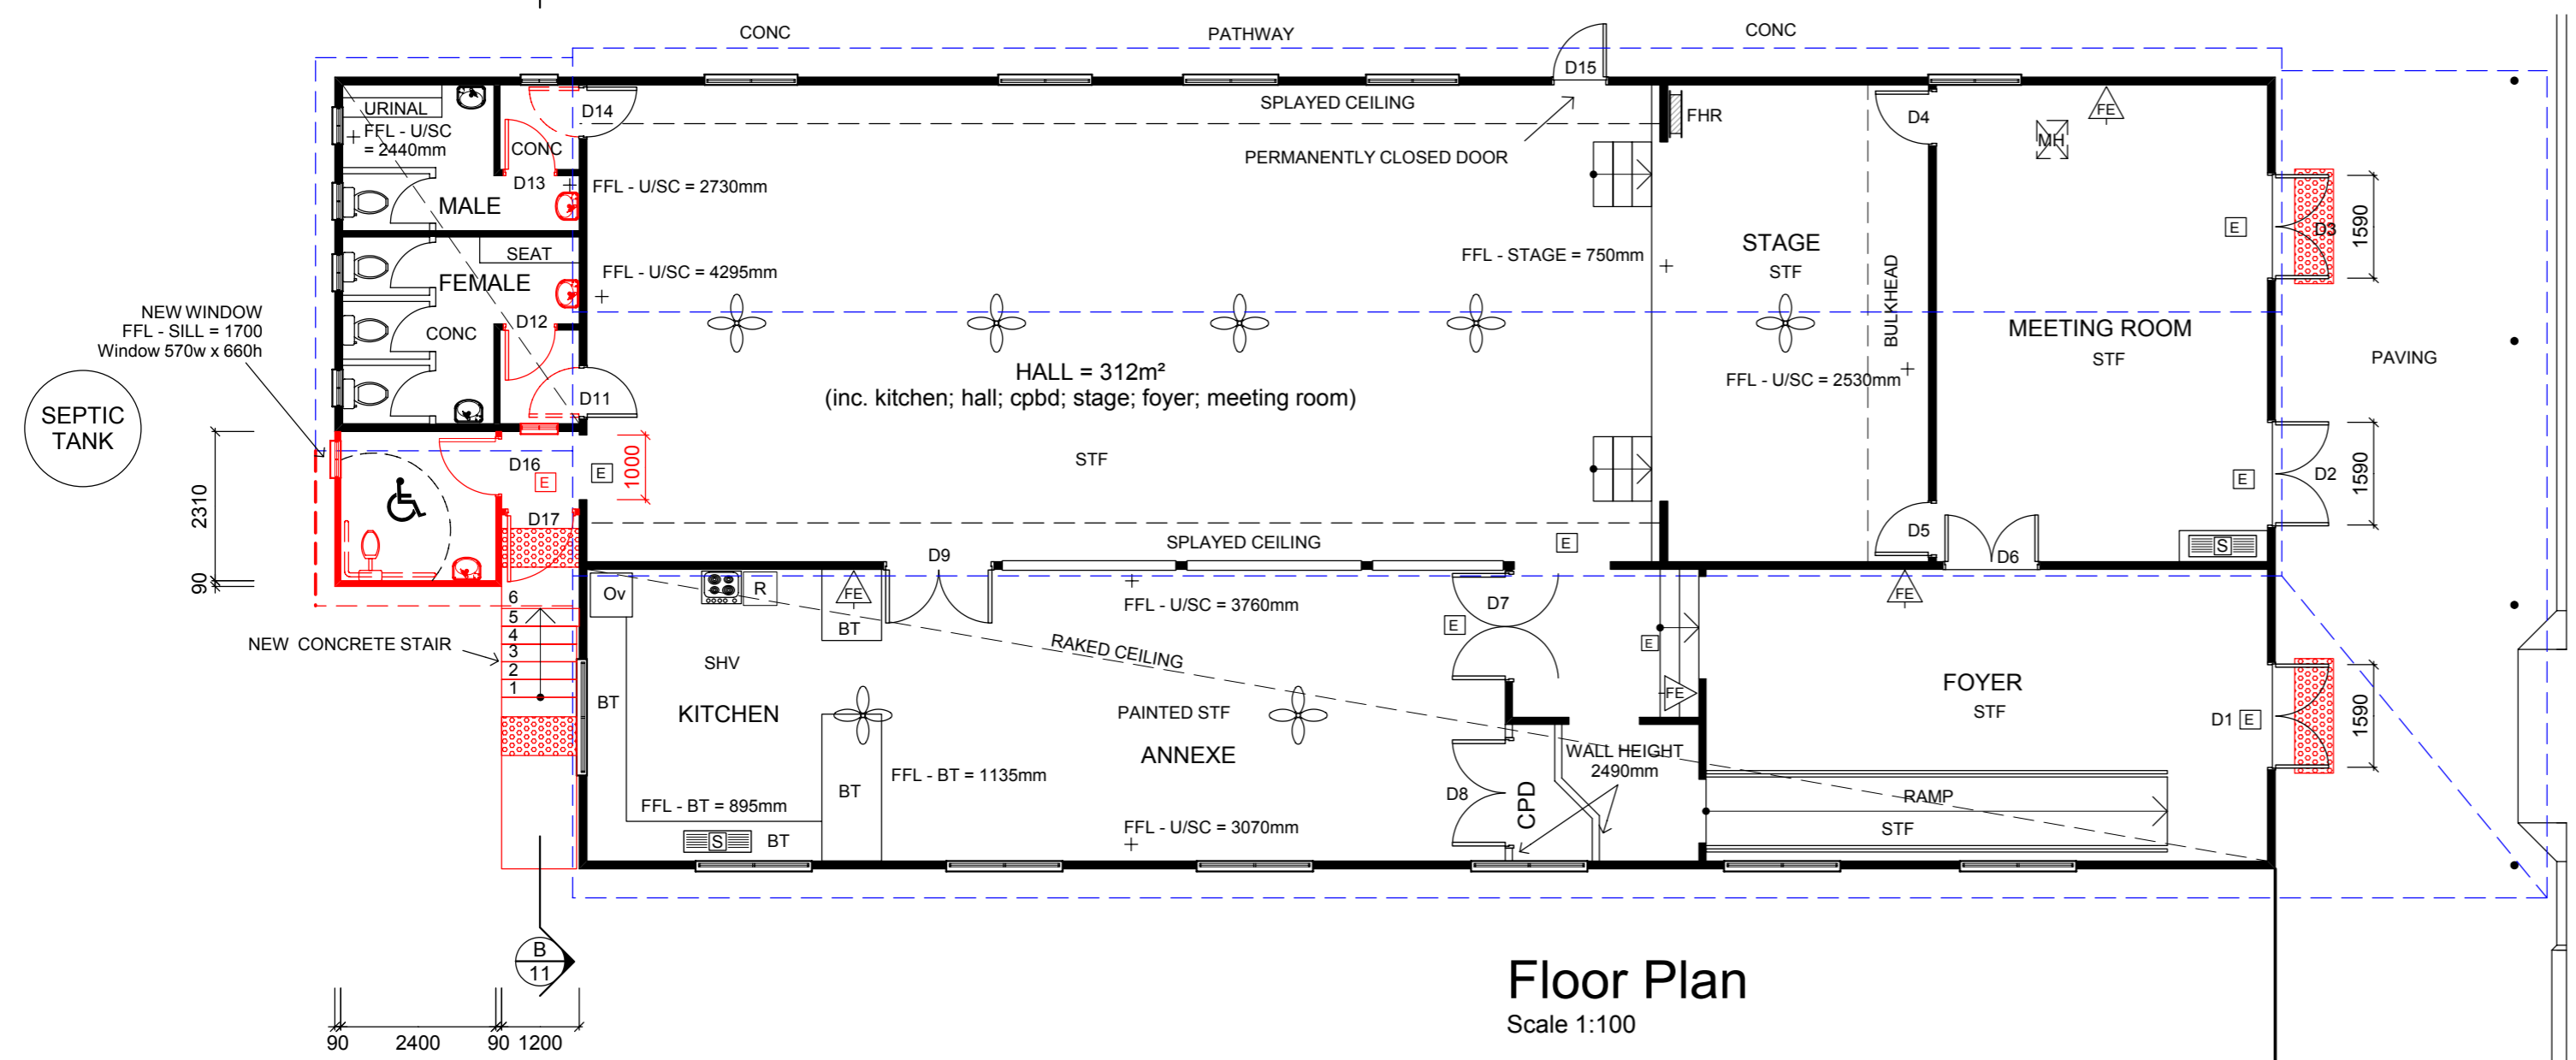 CONC
PATHWAY
CONC
D15
URINAL
FFL - U/SC
= 2440mm
D14
SPLAYED CEILING
FHR
D4
FE
MH
CONC
PERMANENTLY CLOSED DOOR
D13
FFL - U/SC = 2730mm
MALE
1590
E
D3
SEAT
STAGE
STF
FEMALE
FFL - U/SC = 4295mm
FFL - STAGE = 750mm
BULKHEAD
NEW WINDOW
FFL - SILL = 1700
Window 570w x 660h
D12
CONC
MEETING ROOM
STF
PAVING
HALL = 312m²
(inc. kitchen; hall; cpbd; stage; foyer; meeting room)
FFL - U/SC = 2530mm
D11
SEPTIC
TANK
D16
E
E
1000
STF
E
D2
1590
2310
D17
SPLAYED CEILING
E
D5
D6
S
D9
90
Ov
R
FE
BT
FFL - U/SC = 3760mm
D7
FE
6
5
4
3
2
1
NEW CONCRETE STAIR
SHV
RAKED CEILING
E
E
BT
KITCHEN
PAINTED STF
FE
FOYER
STF
D1
E
1590
ANNEXE
WALL HEIGHT
2490mm
FFL - BT = 1135mm
BT
D8
CPD
RAMP
FFL - BT = 895mm
S
BT
FFL - U/SC = 3070mm
STF
B
11
Floor Plan
Scale 1:100
90
2400
90
1200